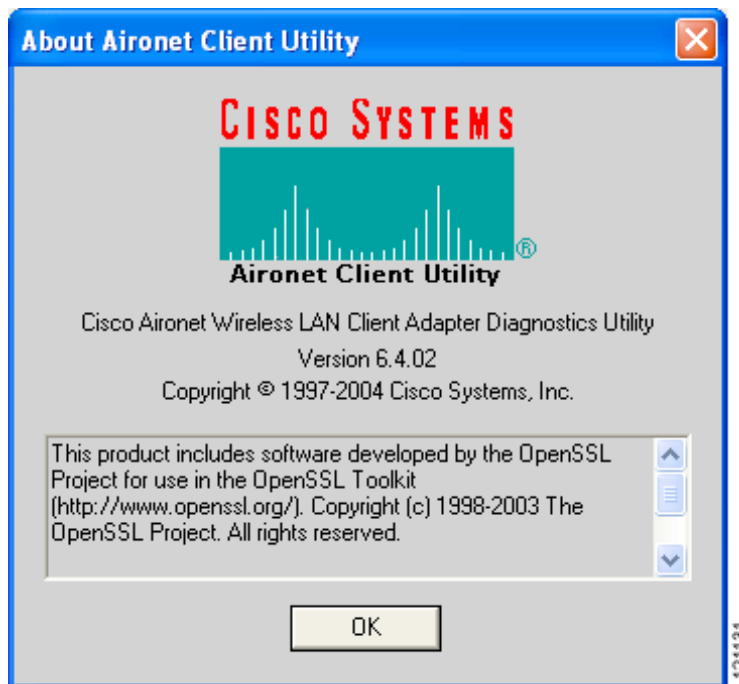 About Aironet Client Utility
CISCO SYSTEMS
®
Aironet Client Utility
Cisco Aironet Wireless LAN Client Adapter Diagnostics Utility
Version 6.4.02
Copyright © 1997-2004 Cisco Systems, Inc.
This product includes software developed by the OpenSSL
Project for use in the OpenSSL Toolkit
(http://www.openssl.org/). Copyright (c) 1998-2003 The
OpenSSL Project. All rights reserved.
OK